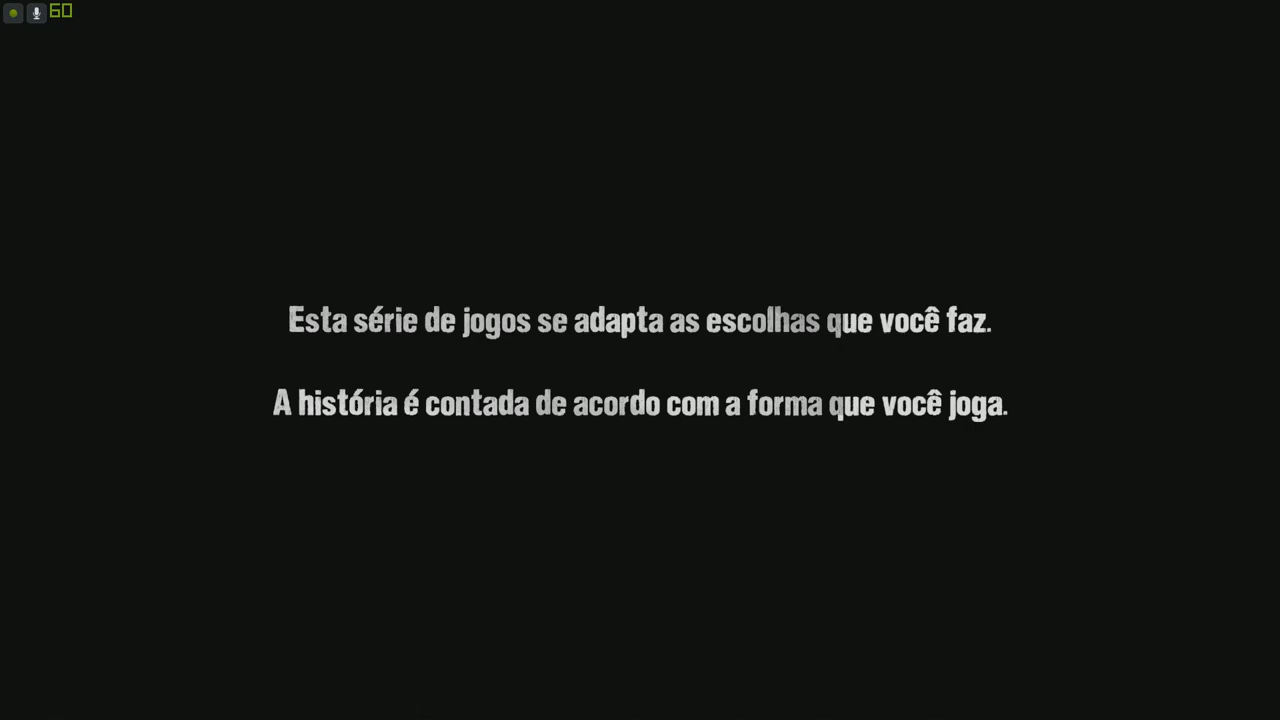 60
Esta série de jogos se adapta as escolhas que você faz.
A história é contada de acordo com a forma que você joga.